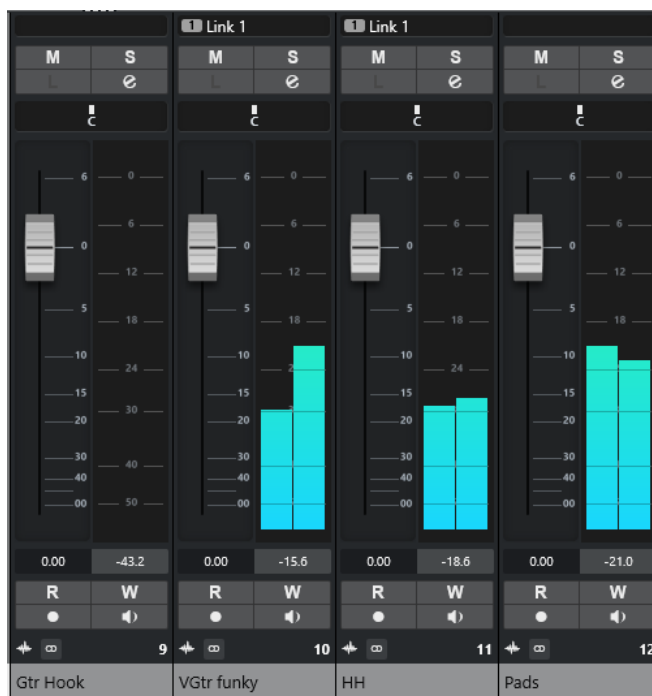 1 Link 1 1 Link 1
M S M S M S M S
L e L e L e L e
C C C C
6 0 6 0 6 0 6 0
6 6 6 6
0 0 0 0
12 12 12 12
5 5 5 5
18 18 18 18
10 24 10 2 10 24 10
15 15 15 15
30
20 20 20 20
30 30 30 30
40 40 40 40
40
50
00 00 00 00
0.00 -43.2 0.00 -15.6 0.00 -18.6 0.00 -21.0
R W R W R W R W
9 10 11 12
Gtr Hook VGtr funky HH Pads